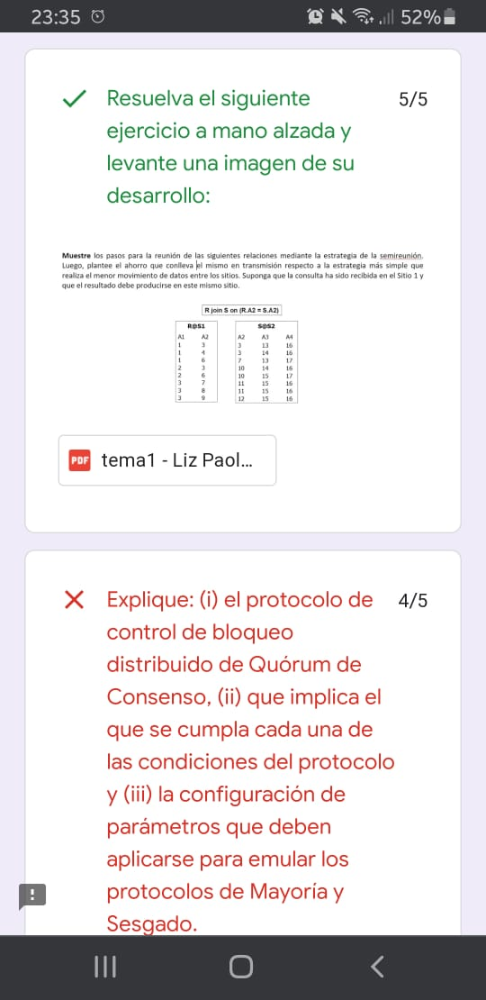 23:35 52%
Resuelva el siguiente 5/5
ejercicio a mano alzada y
levante una imagen de su
desarrollo:
Muestre los pasos para la reunión de las siguientes relaciones mediante la estrategia de la semireunión.
Luego, plantee el ahorro que conlleva el mismo en transmisión respecto a la estrategia más simple que
realiza el menor movimiento de datos entre los sitios. Suponga que la consulta ha sido recibida en el Sitio 1 y
que el resultado debe producirse en este mismo sitio.
R join S on (R.A2 = S.A2)
R@S1 S@S2
A1 A2 A2 A3 A4
1 3 3 13 16
1 4 3 14 16
1 6 7 13 17
2 3 10 14 16
2 6 10 15 17
3 7 11 15 16
3 8 11 15 16
3 9 12 15 16
PDF tema1 - Liz Paol...
Explique: (i) el protocolo de 4/5
control de bloqueo
distribuido de Quórum de
Consenso, (ii) que implica el
que se cumpla cada una de
las condiciones del protocolo
y (iii) la configuración de
parámetros que deben
aplicarse para emular los
protocolos de Mayoría y
Sesgado.